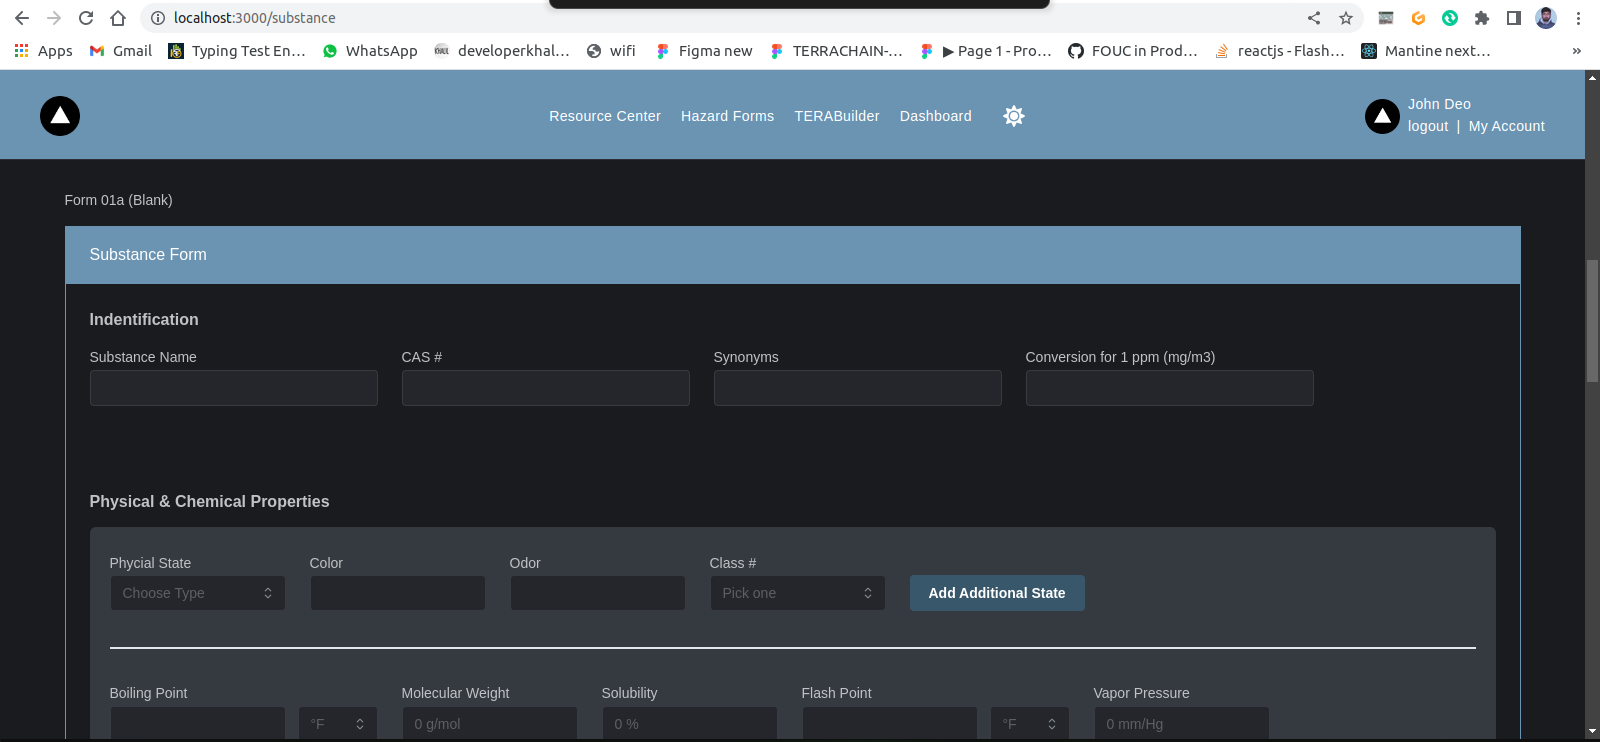 localhost:3000/substance
Apps Gmail Typing Test En... WhatsApp developerkhal... wifi Figma new TERRACHAIN-... ▶ Page 1 - Pro... FOUC in Prod... reactjs - Flash... Mantine next... »
Resource Center Hazard Forms TERABuilder Dashboard
John Deo
logout | My Account
Form 01a (Blank)
Substance Form
Indentification
Substance Name CAS # Synonyms Conversion for 1 ppm (mg/m3)
Physical & Chemical Properties
Phycial State Color Odor Class #
Choose Type Pick one Add Additional State
Boiling Point Molecular Weight Solubility Flash Point Vapor Pressure
°F 0 g/mol 0 % °F 0 mm/Hg